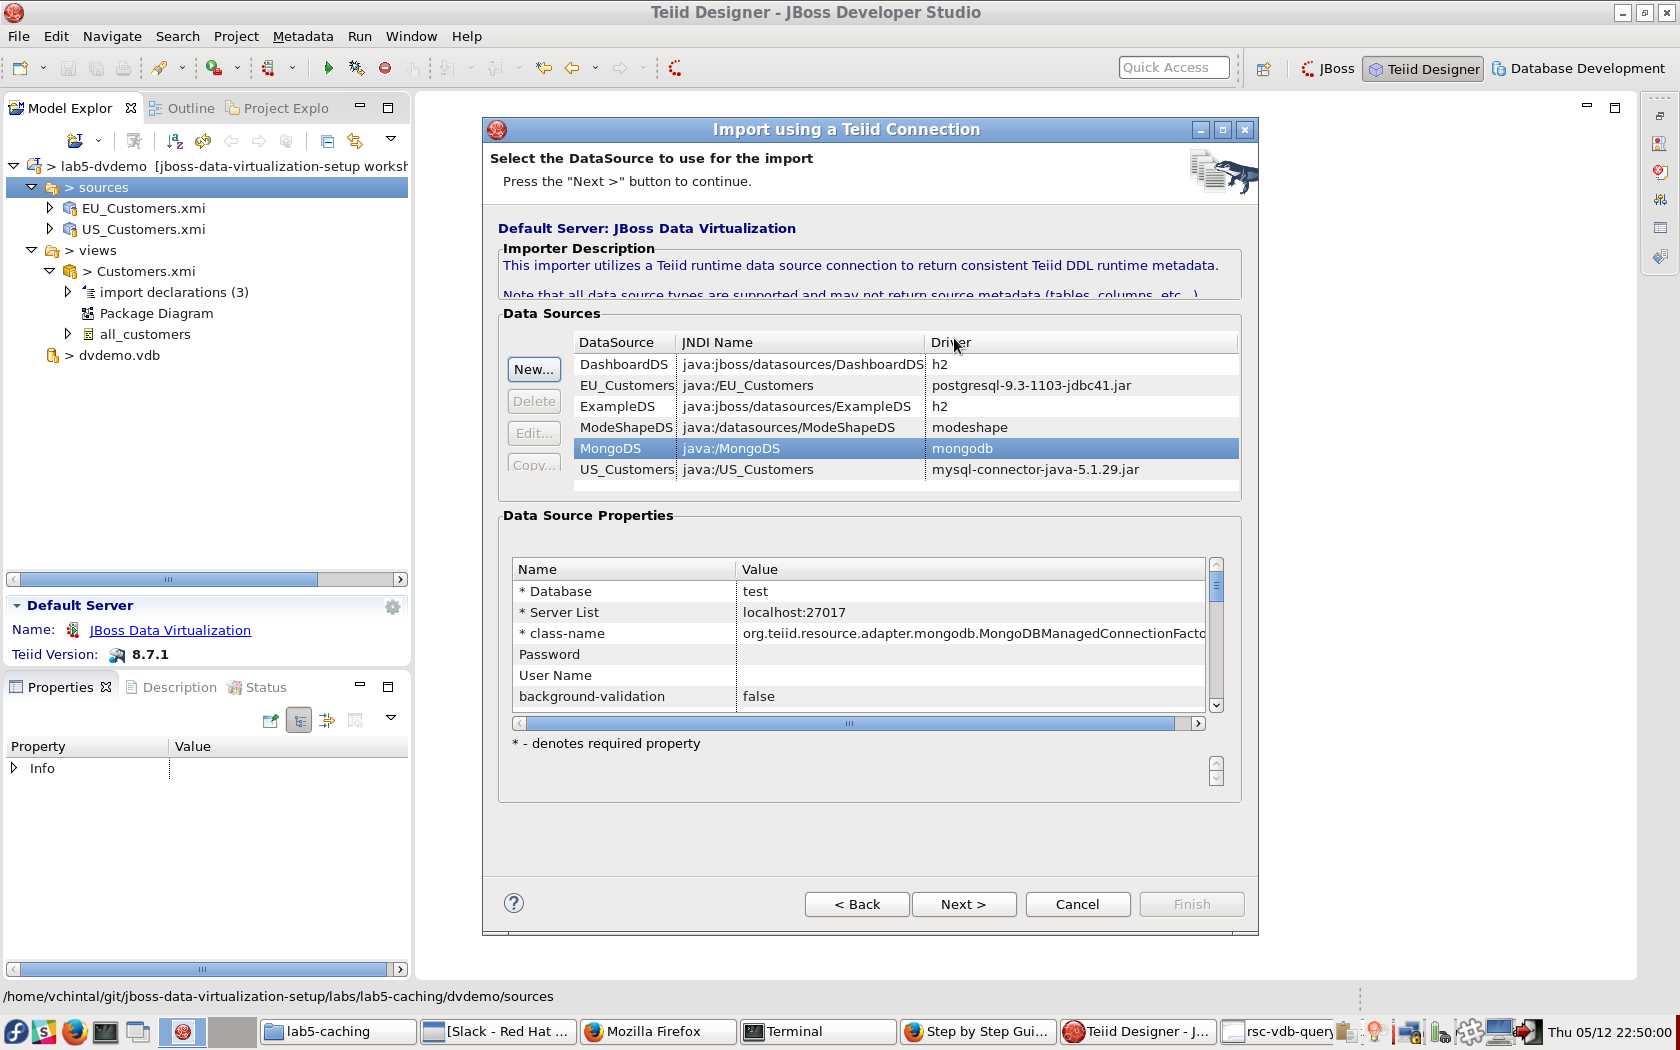 Teiid Designer - JBoss Developer Studio
File Edit Navigate Search Project Metadata Run Window Help
Quick Access
JBoss
Teiid Designer
Database Development
Model Explor
Outline
Project Explo
> lab5-dvdemo [jboss-data-virtualization-setup worksh
> sources
EU_Customers.xmi
US_Customers.xmi
> views
> Customers.xmi
import declarations (3)
Package Diagram
all_customers
> dvdemo.vdb
Default Server
Name: JBoss Data Virtualization
Teiid Version: 8.7.1
Properties
Description
Status
Property Value
Info
Import using a Teiid Connection
Select the DataSource to use for the import
Press the "Next >" button to continue.
Default Server: JBoss Data Virtualization
Importer Description
This importer utilizes a Teiid runtime data source connection to return consistent Teiid DDL runtime metadata.
Note that all data source types are supported and may not return source metadata (tables, columns, etc...)
Data Sources
New...
Delete
Edit...
Copy...
DataSource JNDI Name Driver
DashboardDS java:jboss/datasources/DashboardDS h2
EU_Customers java:/EU_Customers postgresql-9.3-1103-jdbc41.jar
ExampleDS java:jboss/datasources/ExampleDS h2
ModeShapeDS java:/datasources/ModeShapeDS modeshape
MongoDS java:/MongoDS mongodb
US_Customers java:/US_Customers mysql-connector-java-5.1.29.jar
Data Source Properties
Name Value
* Database test
* Server List localhost:27017
* class-name org.teiid.resource.adapter.mongodb.MongoDBManagedConnectionFacto
Password
User Name
background-validation false
* - denotes required property
< Back
Next >
Cancel
Finish
/home/vchintal/git/jboss-data-virtualization-setup/labs/lab5-caching/dvdemo/sources
lab5-caching
[Slack - Red Hat ...
Mozilla Firefox
Terminal
Step by Step Gui...
Teiid Designer - J...
rsc-vdb-query
Thu 05/12 22:50:00